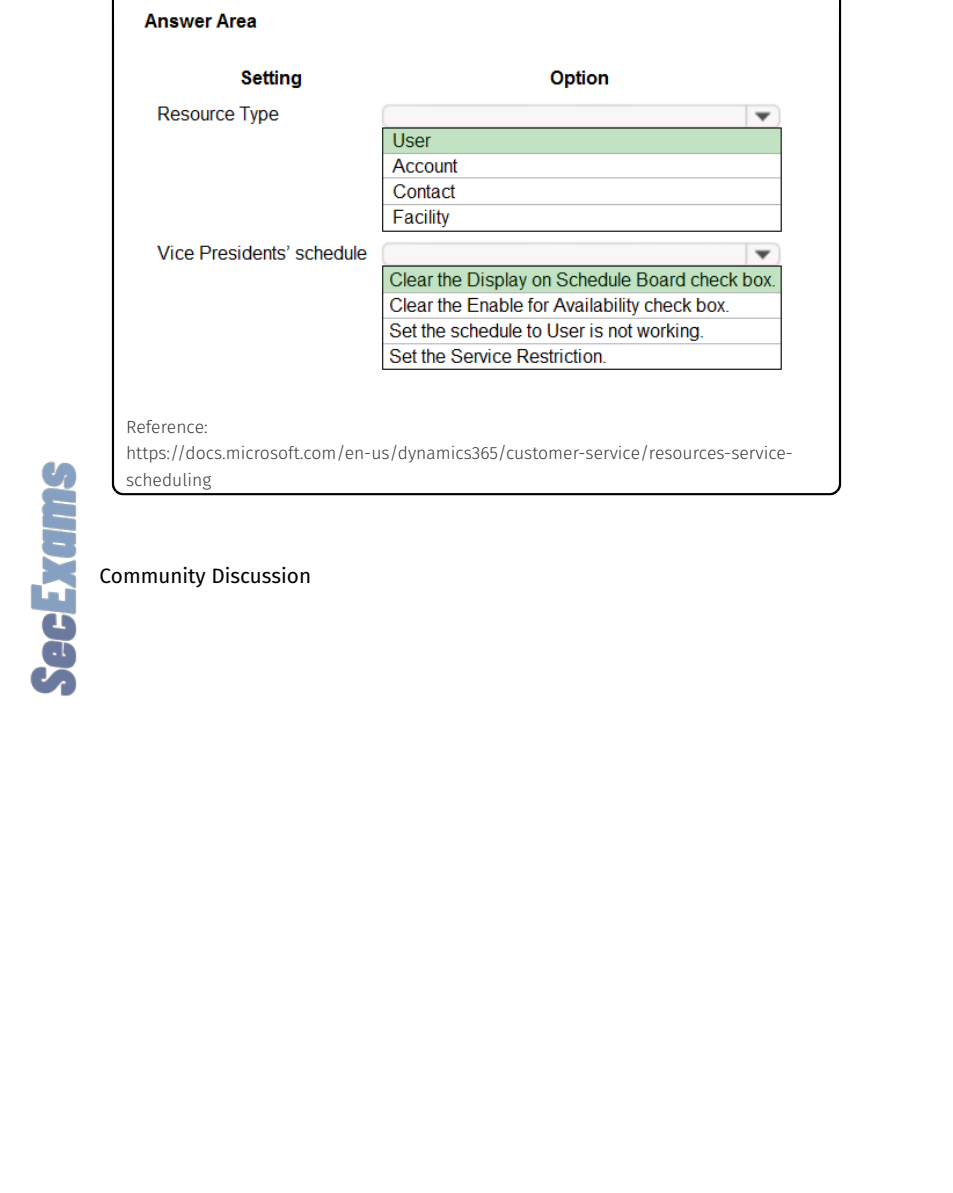 Answer Area
Setting Option
Resource Type
User
Account
Contact
Facility
Vice Presidents' schedule
Clear the Display on Schedule Board check box.
Clear the Enable for Availability check box.
Set the schedule to User is not working.
Set the Service Restriction.
Reference:
https://docs.microsoft.com/en-us/dynamics365/customer-service/resources-service-
scheduling
SecExams
Community Discussion